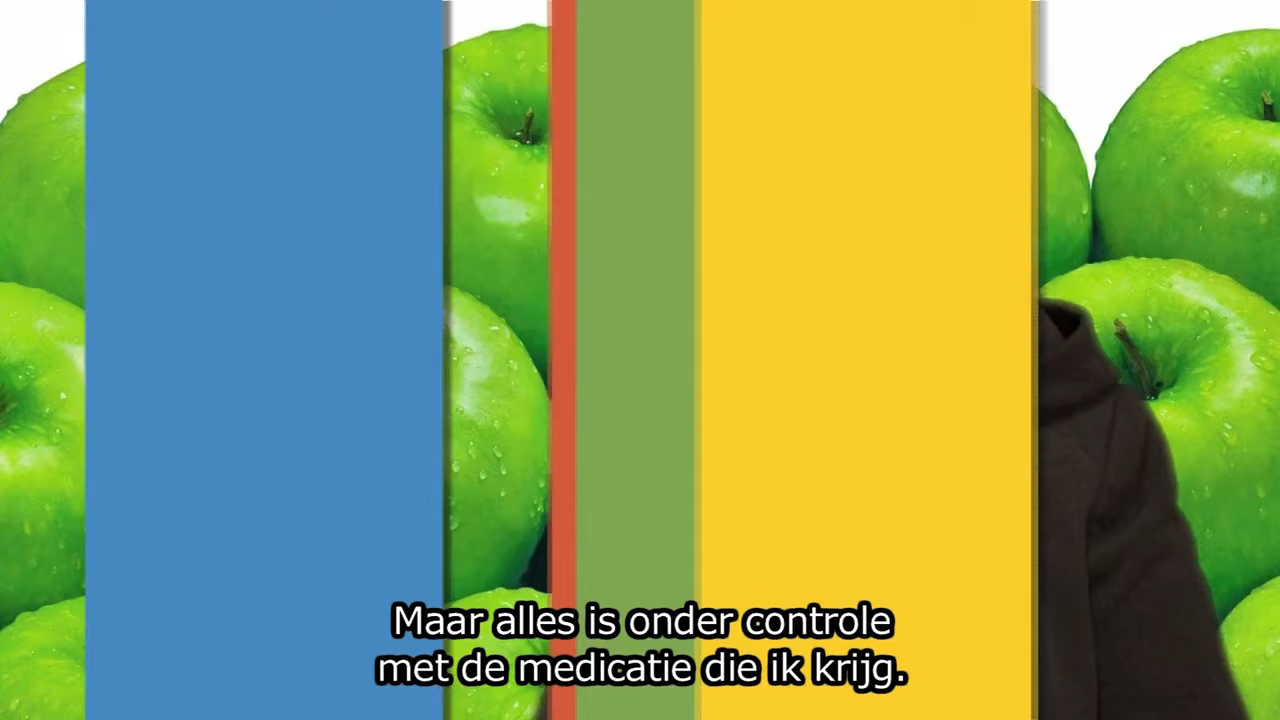 Maar alles is onder controle
met de medicatie die ik krijg.